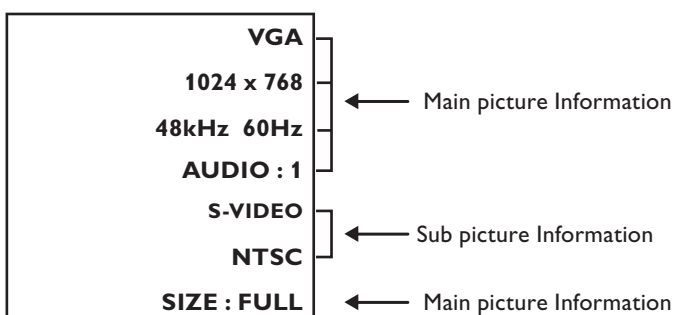 VGA
1024 x 768
48kHz 60Hz
AUDIO : 1
Main picture Information
S-VIDEO
NTSC
Sub picture Information
SIZE : FULL
Main picture Information